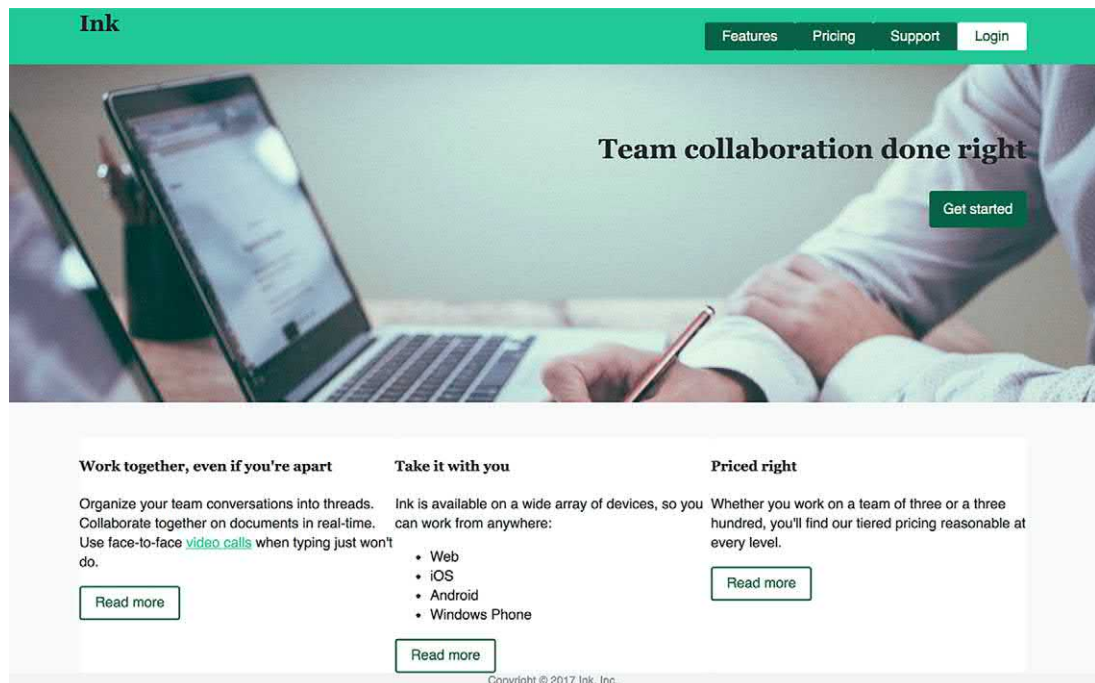 Ink
Features Pricing Support Login
Team collaboration done right
Get started
Work together, even if you're apart
Organize your team conversations into threads.
Collaborate together on documents in real-time.
Use face-to-face video calls when typing just won't
do.
Read more
Take it with you
Ink is available on a wide array of devices, so you
can work from anywhere:
• Web
• iOS
• Android
• Windows Phone
Read more
Priced right
Whether you work on a team of three or a three
hundred, you'll find our tiered pricing reasonable at
every level.
Read more
Copyright © 2017 Ink, Inc.